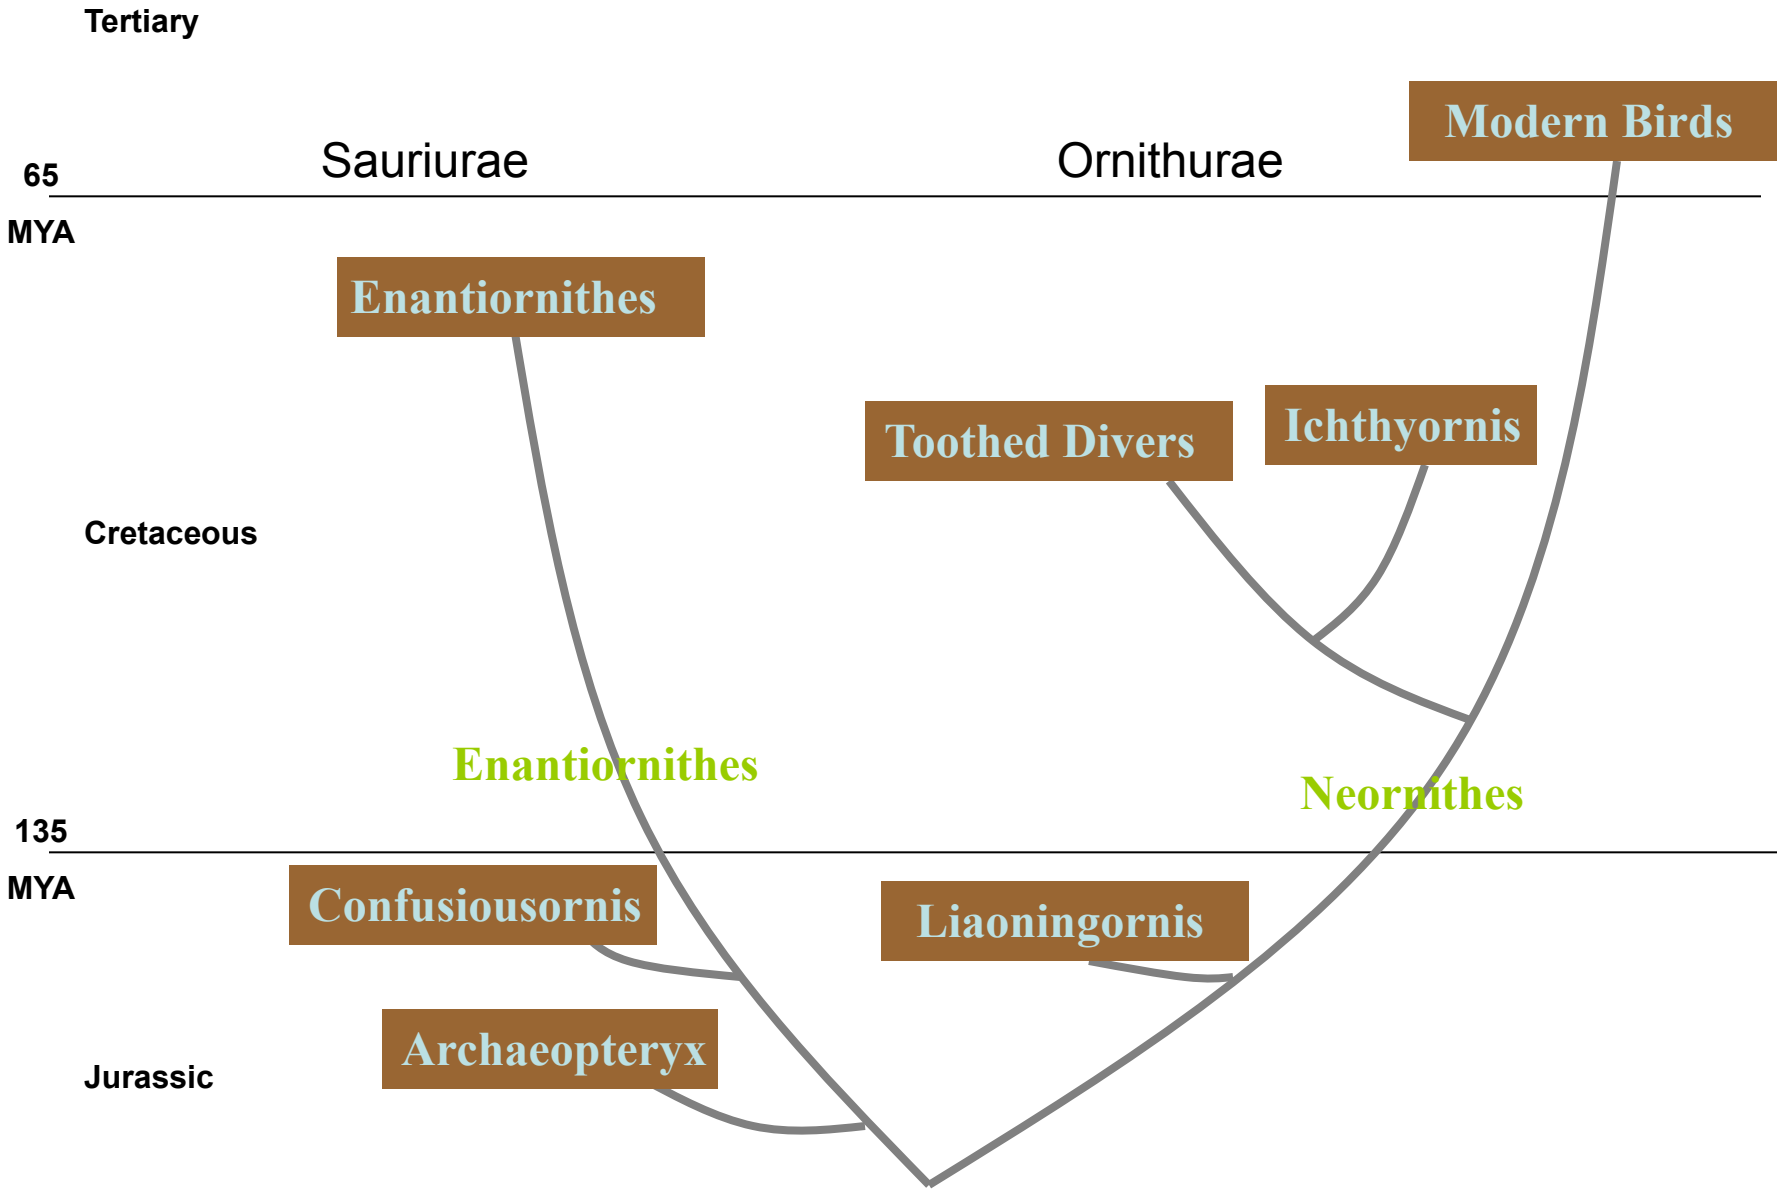 Tertiary
Modern Birds
Sauriurae
Ornithurae
65
MYA
Enantiornithes
Toothed Divers
Ichthyornis
Cretaceous
Enantiornithes
Neornithes
135
MYA
Confusiousornis
Liaoningornis
Archaeopteryx
Jurassic